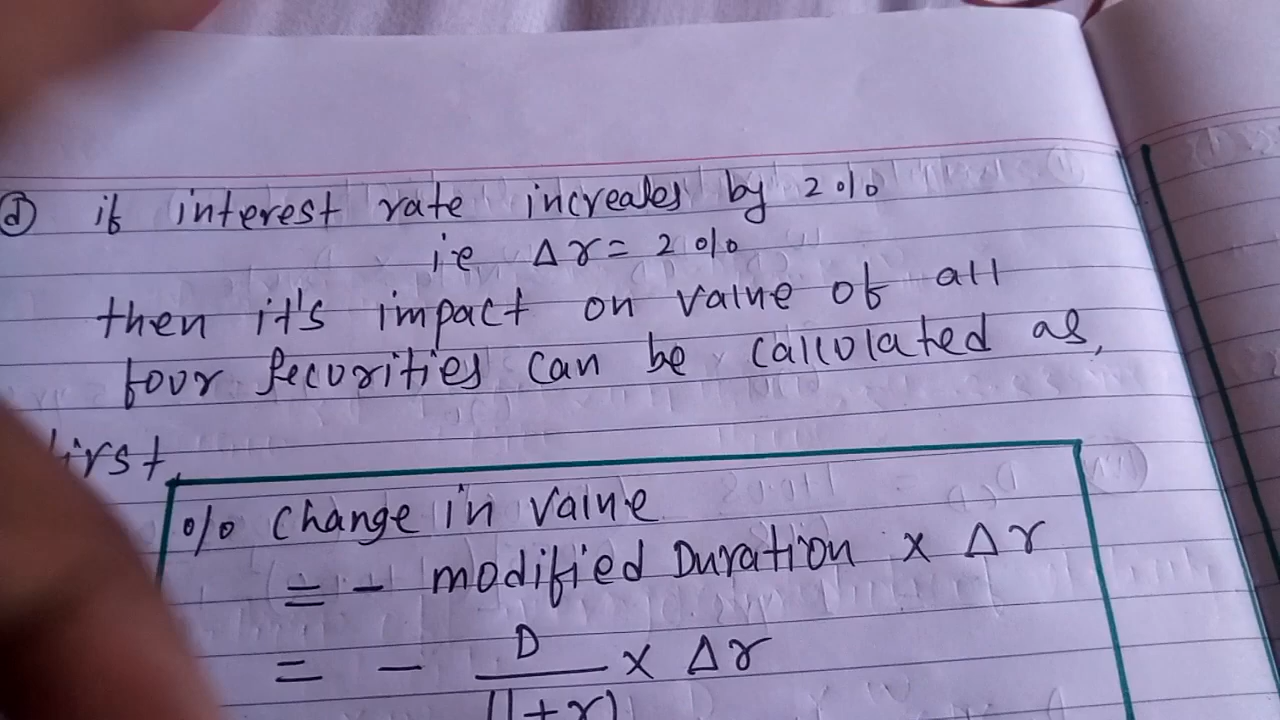 d) if interest rate increases by 2%
ie Δr = 2%
then it's impact on value of all
four securities can be calculated as,
first,
% change in value
= - modified Duration × Δr
= - D/(1+r) × Δr